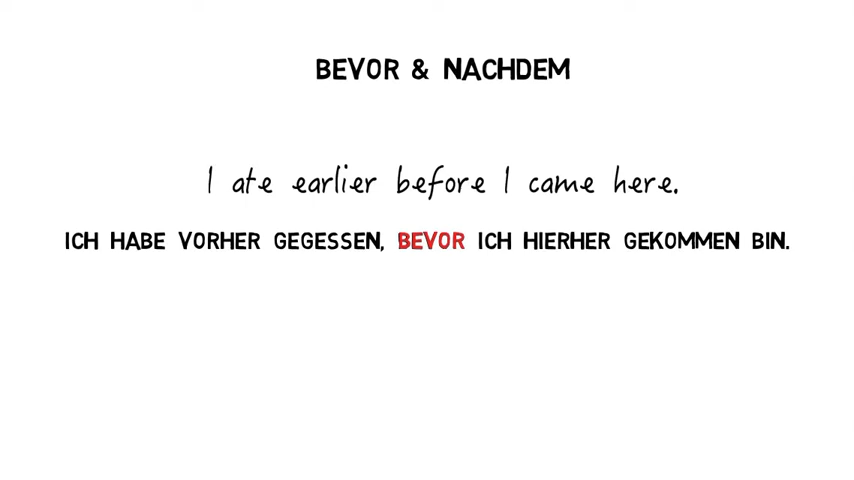 BEVOR & NACHDEM
I ate earlier before I came here.
ICH HABE VORHER GEGESSEN, BEVOR ICH HIERHER GEKOMMEN BIN.